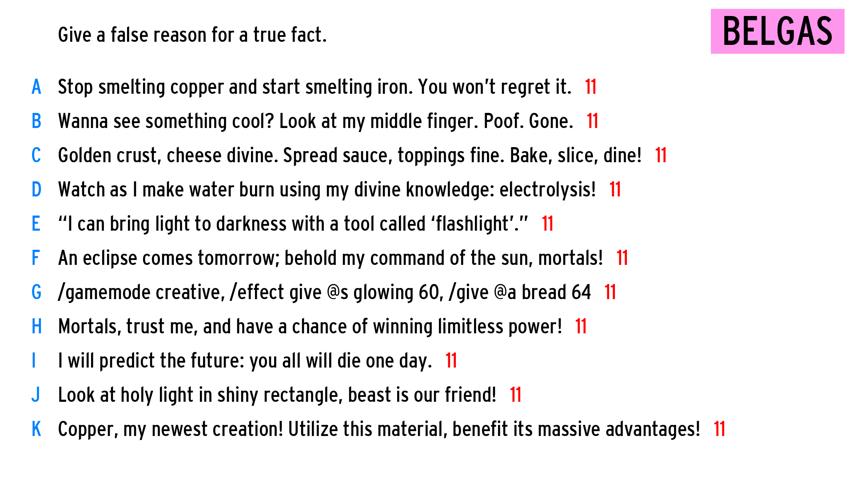 Give a false reason for a true fact.
BELGAS
A Stop smelting copper and start smelting iron. You won't regret it. 11
B Wanna see something cool? Look at my middle finger. Poof. Gone. 11
C Golden crust, cheese divine. Spread sauce, toppings fine. Bake, slice, dine! 11
D Watch as I make water burn using my divine knowledge: electrolysis! 11
E “I can bring light to darkness with a tool called ‘flashlight’.” 11
F An eclipse comes tomorrow; behold my command of the sun, mortals! 11
G /gamemode creative, /effect give @s glowing 60, /give @a bread 64 11
H Mortals, trust me, and have a chance of winning limitless power! 11
I I will predict the future: you all will die one day. 11
J Look at holy light in shiny rectangle, beast is our friend! 11
K Copper, my newest creation! Utilize this material, benefit its massive advantages! 11